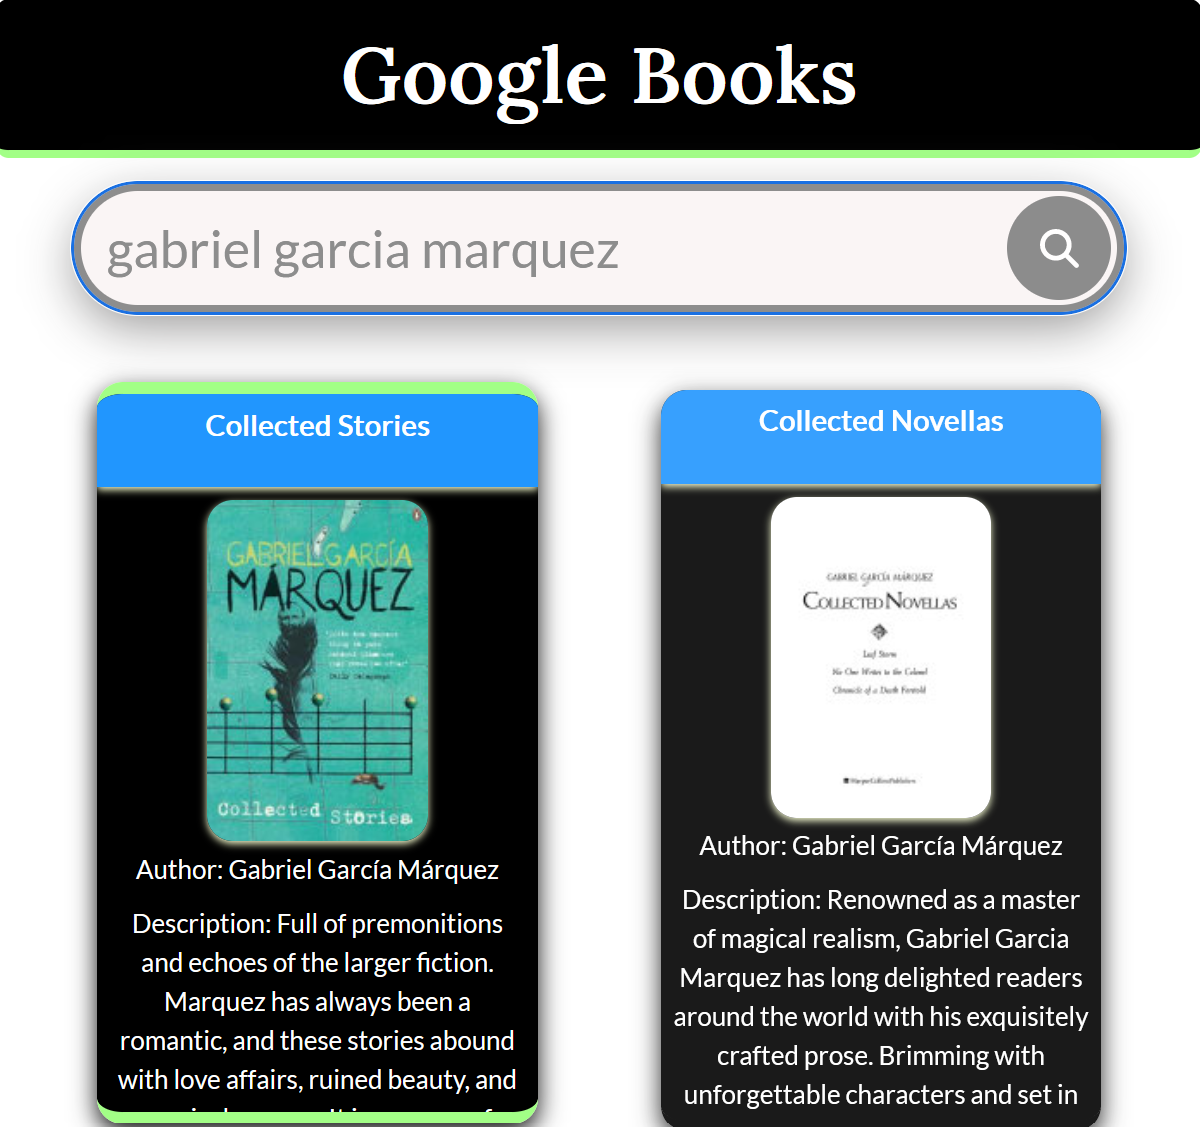 Google Books
gabriel garcia marquez
Collected Stories
GABRIEL GARCÍA
MÁRQUEZ
Collected Stories
Author: Gabriel García Márquez
Description: Full of premonitions
and echoes of the larger fiction.
Marquez has always been a
romantic, and these stories abound
with love affairs, ruined beauty, and
Collected Novellas
GABRIEL GARCÍA MÁRQUEZ
COLLECTED NOVELLAS
Leaf Storm
No One Writes to the Colonel
Chronicle of a Death Foretold
HarperCollinsPublishers
Author: Gabriel García Márquez
Description: Renowned as a master
of magical realism, Gabriel Garcia
Marquez has long delighted readers
around the world with his exquisitely
crafted prose. Brimming with
unforgettable characters and set in